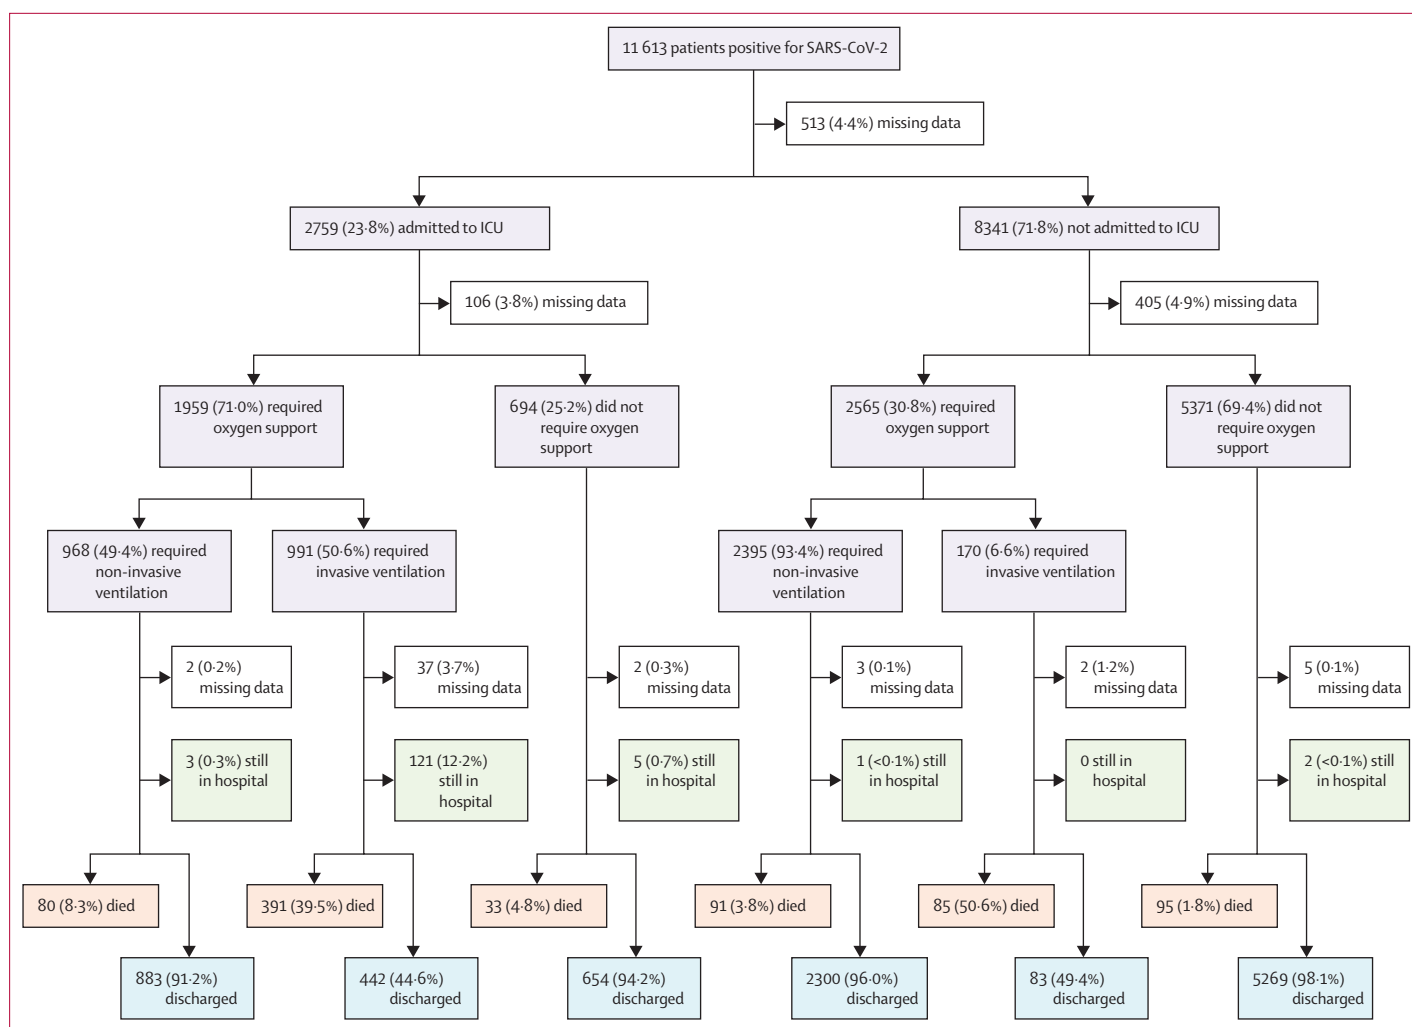 11 613 patients positive for SARS-CoV-2
513 (4·4%) missing data
2759 (23·8%) admitted to ICU
8341 (71·8%) not admitted to ICU
106 (3·8%) missing data
405 (4·9%) missing data
1959 (71·0%) required
oxygen support
694 (25·2%) did not
require oxygen
support
2565 (30·8%) required
oxygen support
5371 (69·4%) did not
require oxygen
support
968 (49·4%) required
non-invasive
ventilation
991 (50·6%) required
invasive ventilation
2395 (93·4%) required
non-invasive
ventilation
170 (6·6%) required
invasive ventilation
2 (0·2%)
missing data
37 (3·7%)
missing data
2 (0·3%)
missing data
3 (0·1%)
missing data
2 (1·2%)
missing data
5 (0·1%)
missing data
3 (0·3%) still
in hospital
121 (12·2%)
still in
hospital
5 (0·7%) still
in hospital
1 (<0·1%) still
in hospital
0 still in
hospital
2 (<0·1%) still
in hospital
80 (8·3%) died
391 (39·5%) died
33 (4·8%) died
91 (3·8%) died
85 (50·6%) died
95 (1·8%) died
883 (91·2%)
discharged
442 (44·6%)
discharged
654 (94·2%)
discharged
2300 (96·0%)
discharged
83 (49·4%)
discharged
5269 (98·1%)
discharged